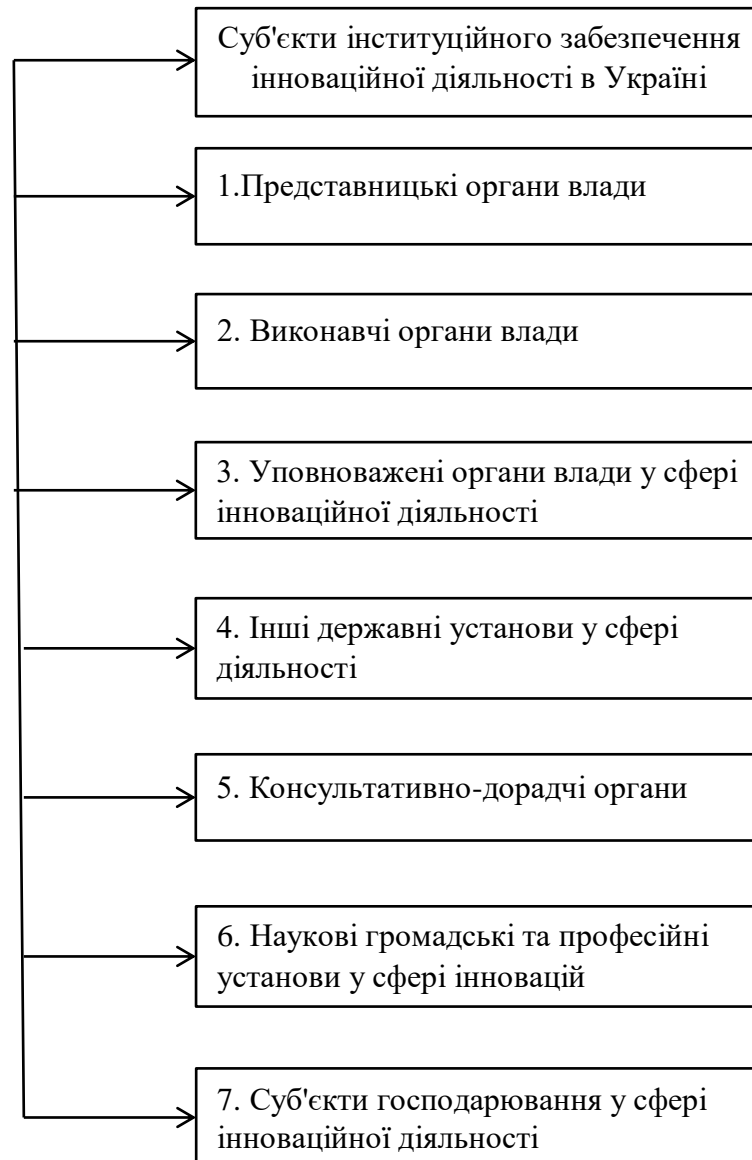 Суб'єкти інституційного забезпечення
інноваційної діяльності в Україні
1.Представницькі органи влади
2. Виконавчі органи влади
3. Уповноважені органи влади у сфері
інноваційної діяльності
4. Інші державні установи у сфері
діяльності
5. Консультативно-дорадчі органи
6. Наукові громадські та професійні
установи у сфері інновацій
7. Суб'єкти господарювання у сфері
інноваційної діяльності